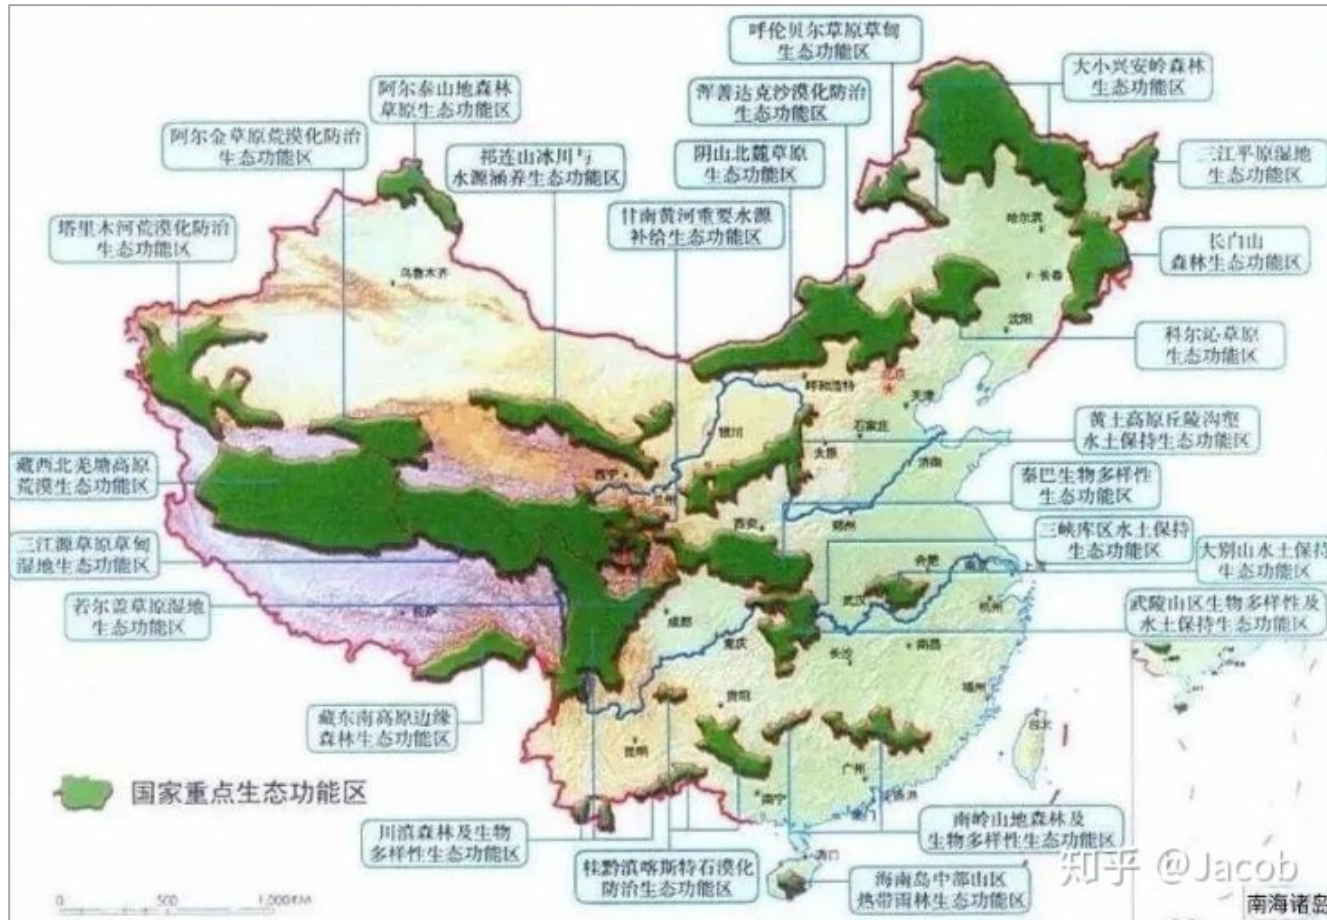 呼伦贝尔草原草甸
生态功能区
大小兴安岭森林
生态功能区
阿尔泰山地森林
草原生态功能区
浑善达克沙漠化防治
生态功能区
阿尔金草原荒漠化防治
生态功能区
祁连山冰川与
水源涵养生态功能区
阴山北麓草原
生态功能区
三江平原湿地
生态功能区
塔里木河荒漠化防治
生态功能区
甘南黄河重要水源
补给生态功能区
长白山
森林生态功能区
哈尔滨
乌鲁木齐
长春
沈阳
科尔沁草原
生态功能区
呼和浩特
北京
天津
银川
石家庄
太原
济南
黄土高原丘陵沟壑
水土保持生态功能区
藏西北羌塘高原
荒漠生态功能区
西宁
兰州
秦巴生物多样性
生态功能区
西安
郑州
三江源草原草甸
湿地生态功能区
三峡库区水土保持
生态功能区
大别山水土保持
生态功能区
合肥
南京
上海
若尔盖草原湿地
生态功能区
拉萨
成都
武汉
杭州
武陵山区生物多样性及
水土保持生态功能区
重庆
长沙
南昌
藏东南高原边缘
森林生态功能区
贵阳
福州
台北
昆明
广州
南宁
香港
澳门
国家重点生态功能区
川滇森林及生物
多样性生态功能区
桂黔滇喀斯特石漠化
防治生态功能区
南岭山地森林及
生物多样性生态功能区
海口
海南岛中部山区
热带雨林生态功能区
知乎 @Jacob
0 500 1,000KM
南海诸岛